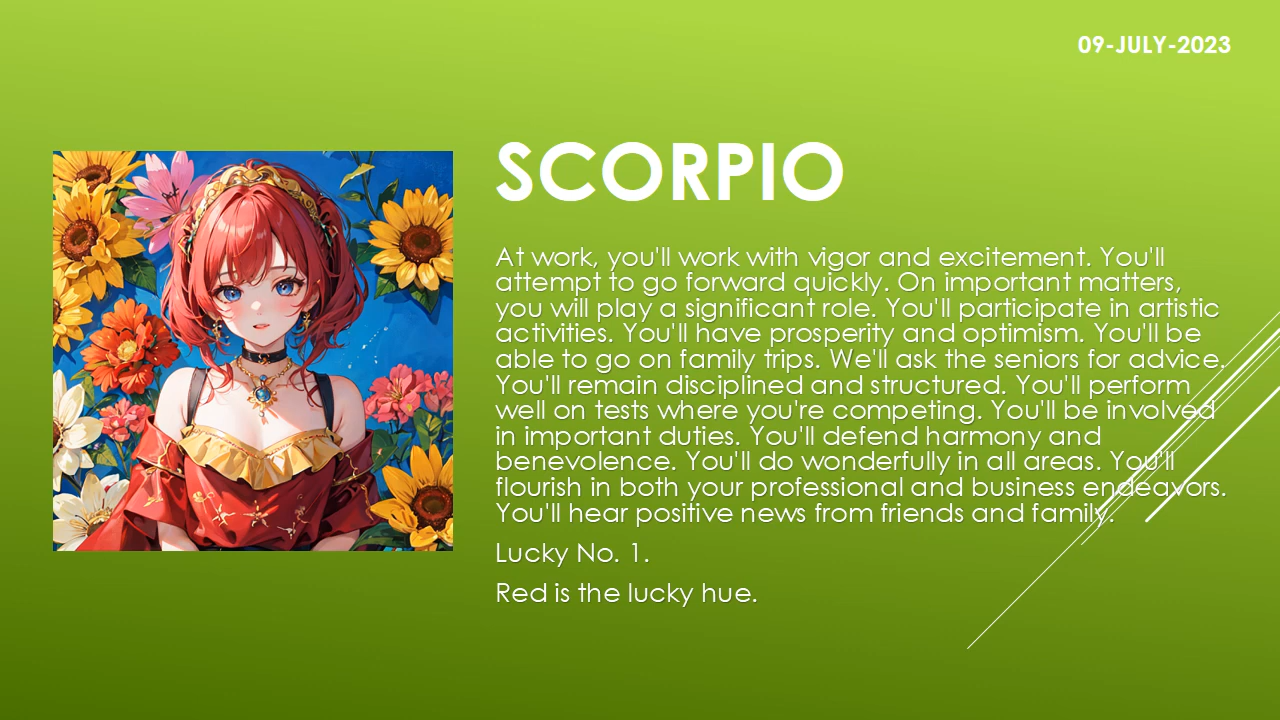 09-JULY-2023
SCORPIO
At work, you'll work with vigor and excitement. You'll
attempt to go forward quickly. On important matters,
you will play a significant role. You'll participate in artistic
activities. You'll have prosperity and optimism. You'll be
able to go on family trips. We'll ask the seniors for advice.
You'll remain disciplined and structured. You'll perform
well on tests where you're competing. You'll be involved
in important duties. You'll defend harmony and
benevolence. You'll do wonderfully in all areas. You'll
flourish in both your professional and business endeavors.
You'll hear positive news from friends and family.
Lucky No. 1.
Red is the lucky hue.